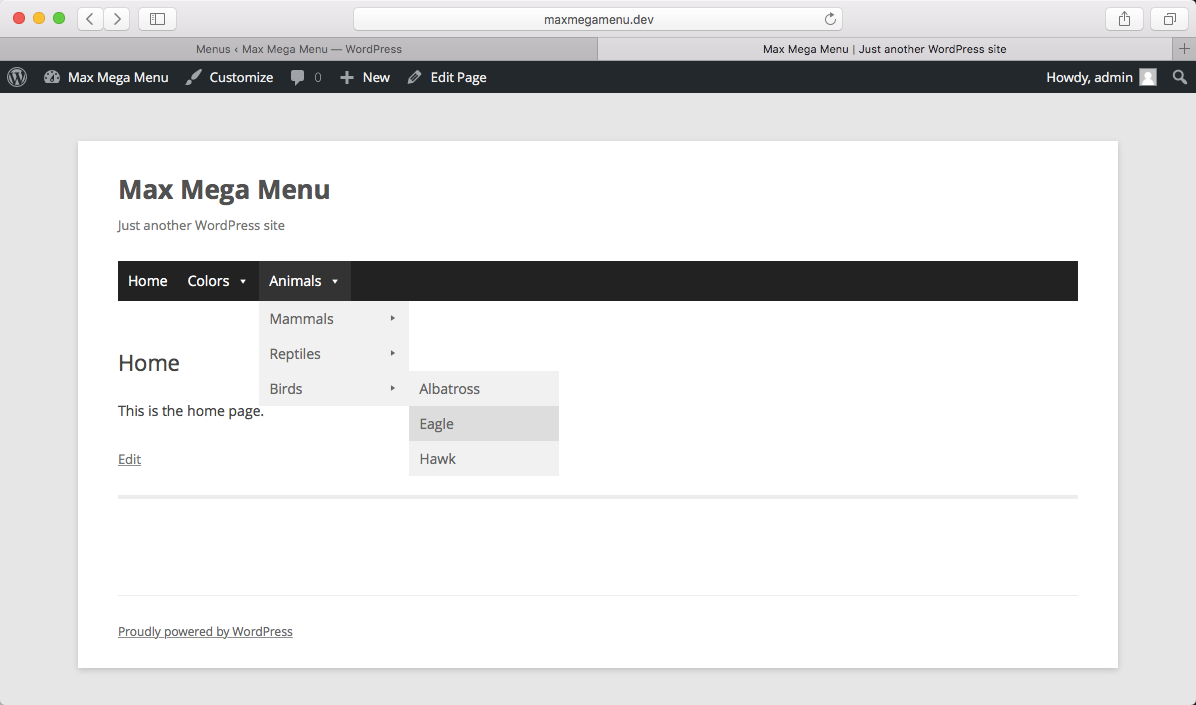 maxmegamenu.dev
Menus ‹ Max Mega Menu — WordPress
Max Mega Menu | Just another WordPress site
Max Mega Menu Customize 0 New Edit Page Howdy, admin
Max Mega Menu
Just another WordPress site
Home Colors Animals
Mammals
Reptiles
Birds
Albatross
Eagle
Hawk
Home
This is the home page.
Edit
Proudly powered by WordPress